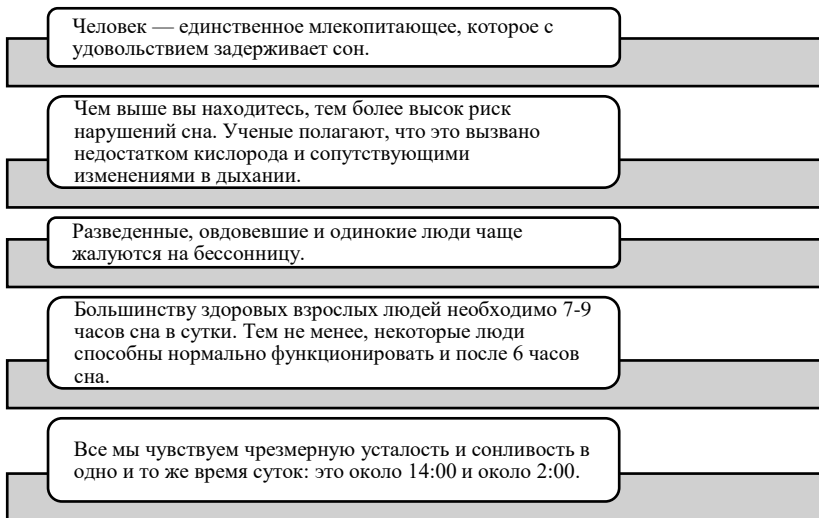 Человек — единственное млекопитающее, которое с
удовольствием задерживает сон.
Чем выше вы находитесь, тем более высок риск
нарушений сна. Ученые полагают, что это вызвано
недостатком кислорода и сопутствующими
изменениями в дыхании.
Разведенные, овдовевшие и одинокие люди чаще
жалуются на бессонницу.
Большинству здоровых взрослых людей необходимо 7-9
часов сна в сутки. Тем не менее, некоторые люди
способны нормально функционировать и после 6 часов
сна.
Все мы чувствуем чрезмерную усталость и сонливость в
одно и то же время суток: это около 14:00 и около 2:00.